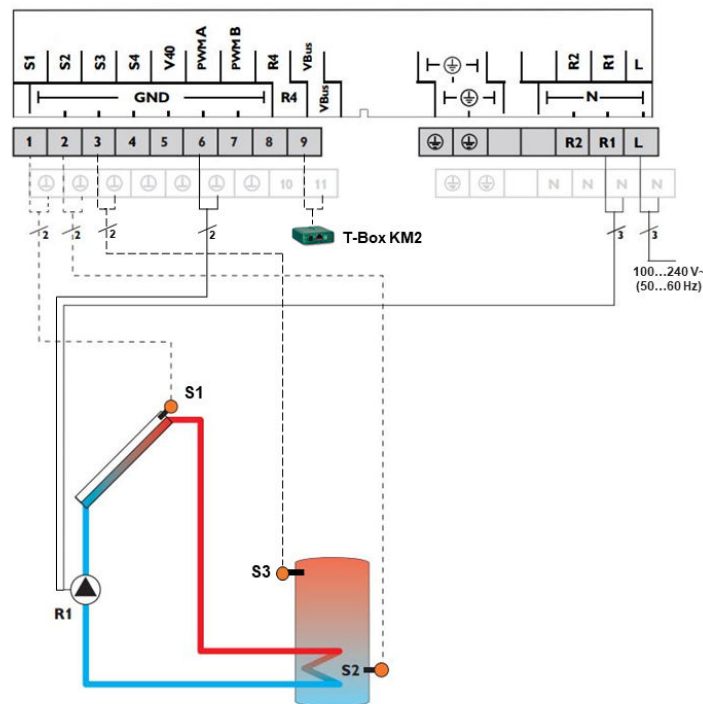 S1 S2 S3 S4 V40 PWM A PWM B R4 VBus R2 R1 L
GND R4 VBus N
1 2 3 4 5 6 7 8 9 R2 R1 L
10 11 N N N N
2 2 2 2 3 3
T-Box KM2
100...240 V~
(50...60 Hz)
S1
S3
R1
S2